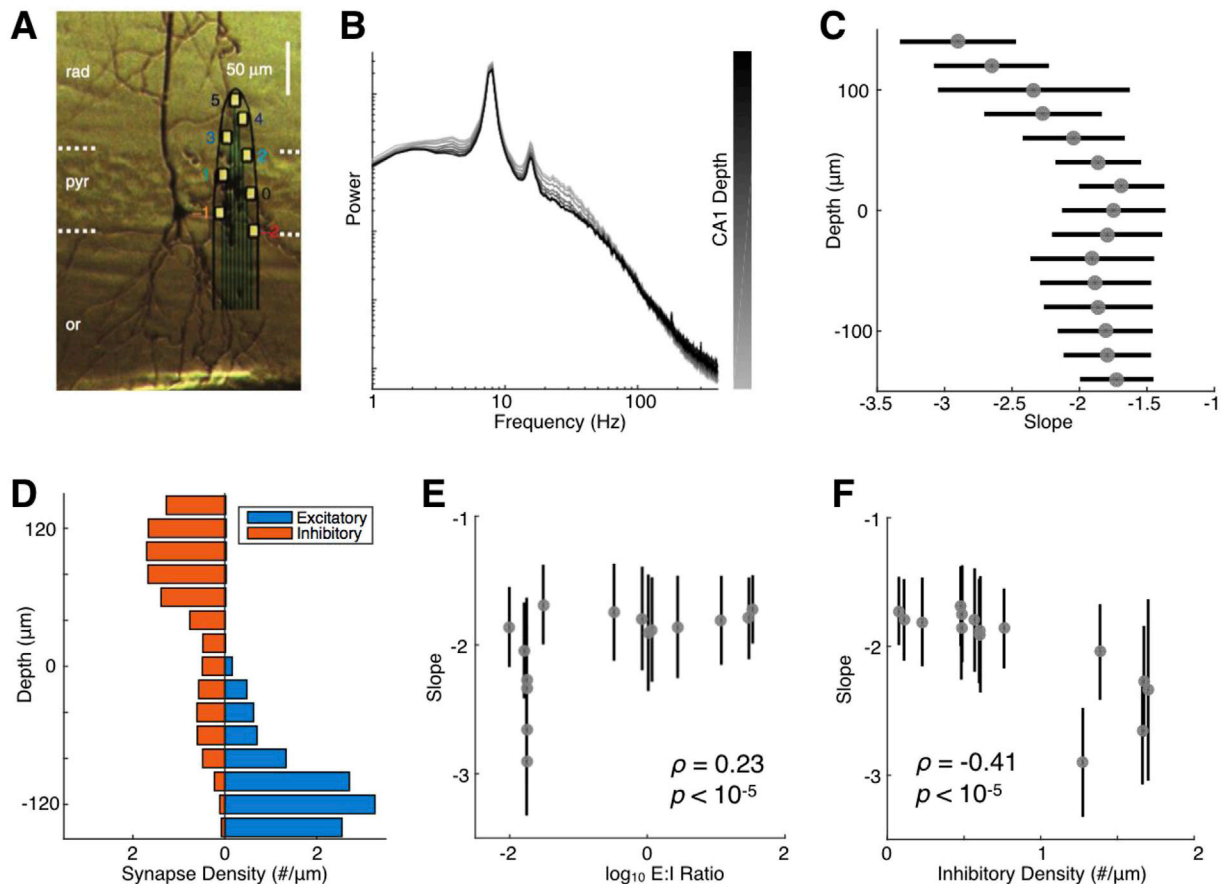 A
rad
50 μm
5
4
3
2
pyr
1
0
-1
-2
or
B
Power
1
10
100
Frequency (Hz)
CA1 Depth
C
Depth (μm)
100
0
-100
-3.5
-3
-2.5
-2
-1.5
-1
Slope
D
Excitatory
Inhibitory
Depth (μm)
120
0
-120
2
0
2
Synapse Density (#/μm)
E
Slope
-1
-2
-3
ρ = 0.23
p < 10⁻⁵
-2
0
2
log₁₀ E:I Ratio
F
Slope
-1
-2
-3
ρ = -0.41
p < 10⁻⁵
0
1
2
Inhibitory Density (#/μm)